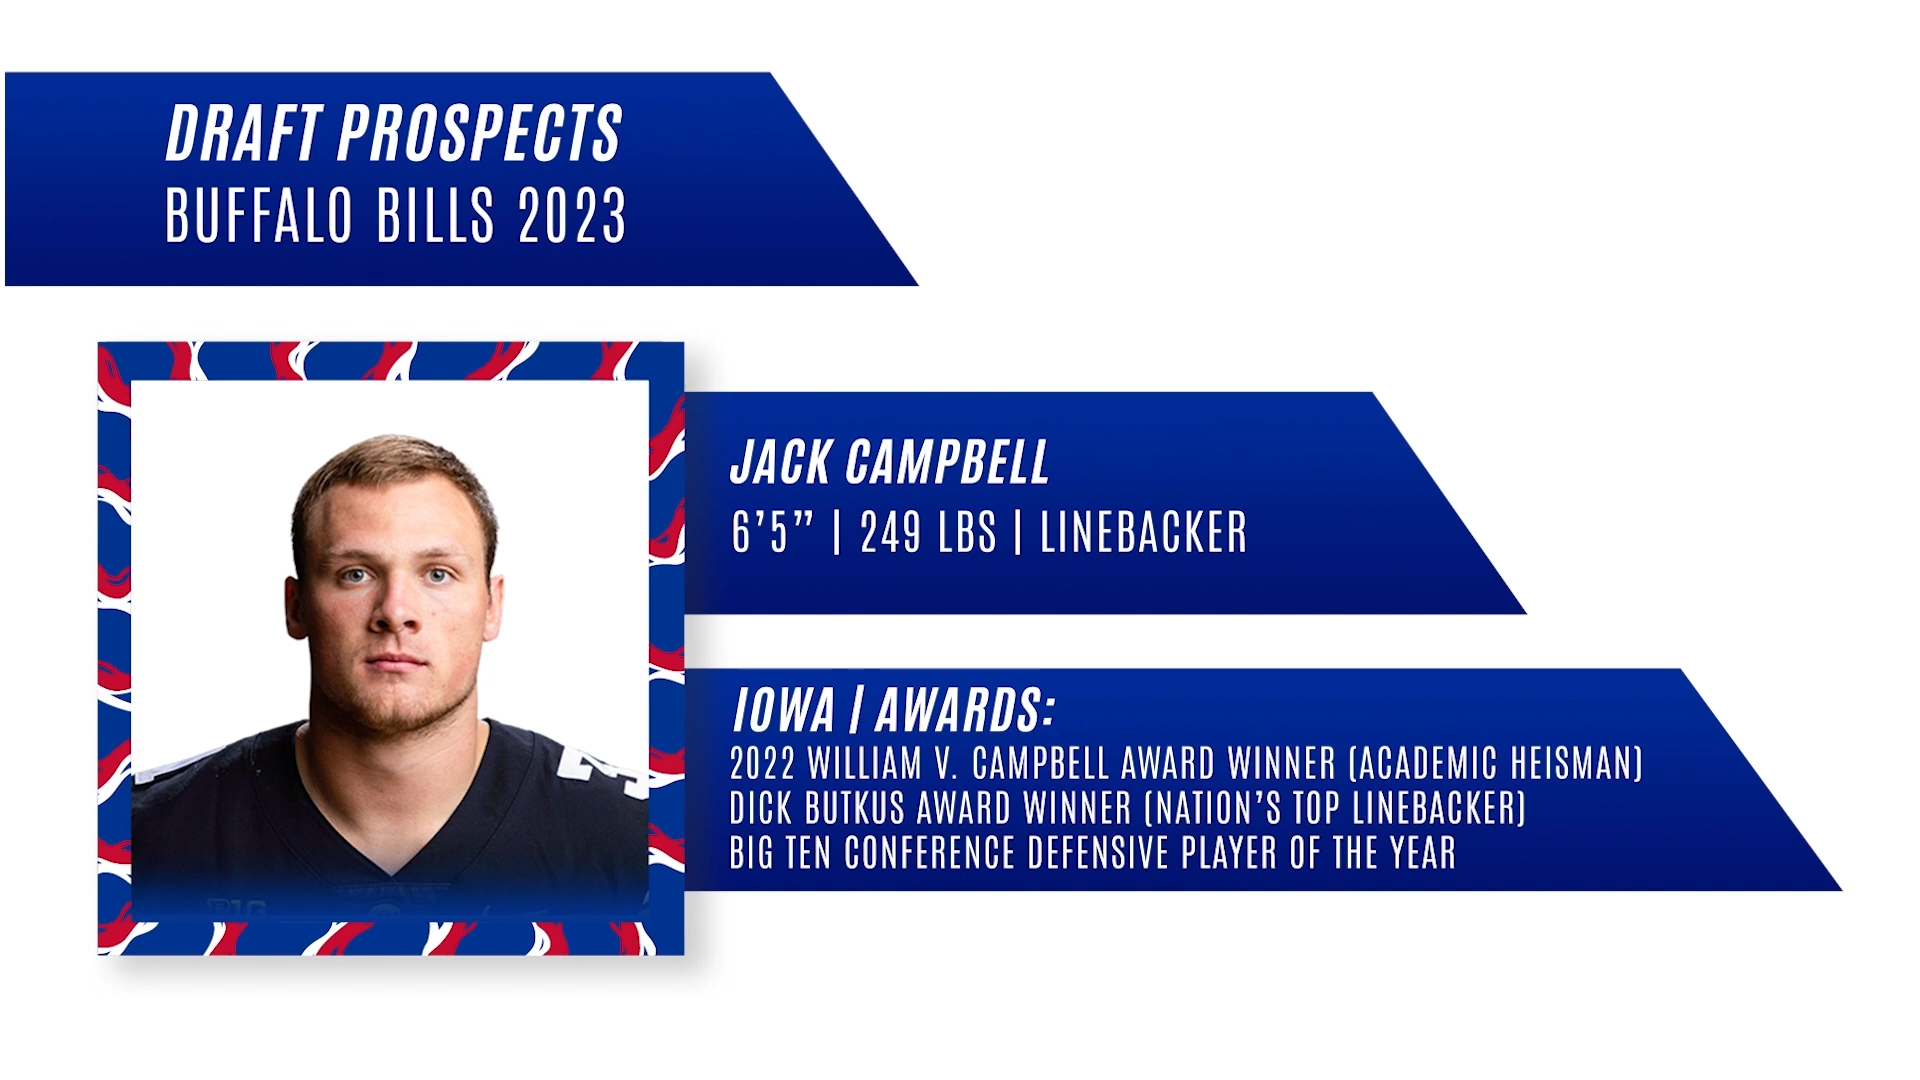 DRAFT PROSPECTS
BUFFALO BILLS 2023
JACK CAMPBELL
6’5” | 249 LBS | LINEBACKER
IOWA | AWARDS:
2022 WILLIAM V. CAMPBELL AWARD WINNER (ACADEMIC HEISMAN)
DICK BUTKUS AWARD WINNER (NATION’S TOP LINEBACKER)
BIG TEN CONFERENCE DEFENSIVE PLAYER OF THE YEAR